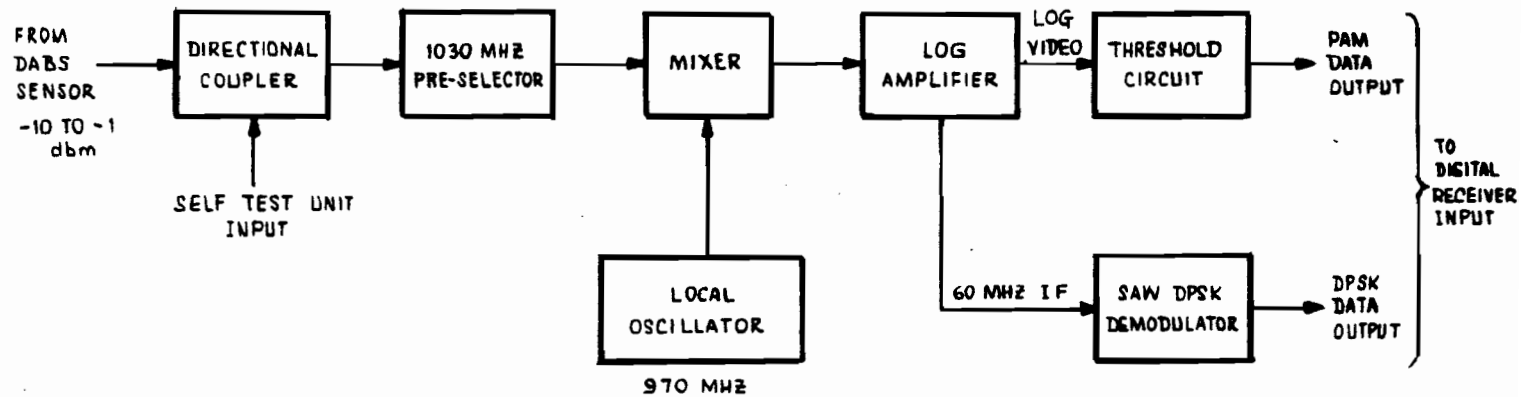 FROM
DABS
SENSOR
-10 TO -1
dbm
DIRECTIONAL
COUPLER
SELF TEST UNIT
INPUT
1030 MHZ
PRE-SELECTOR
MIXER
LOCAL
OSCILLATOR
970 MHZ
LOG
AMPLIFIER
LOG
VIDEO
THRESHOLD
CIRCUIT
PAM
DATA
OUTPUT
60 MHZ IF
SAW DPSK
DEMODULATOR
DPSK
DATA
OUTPUT
TO
DIGITAL
RECEIVER
INPUT